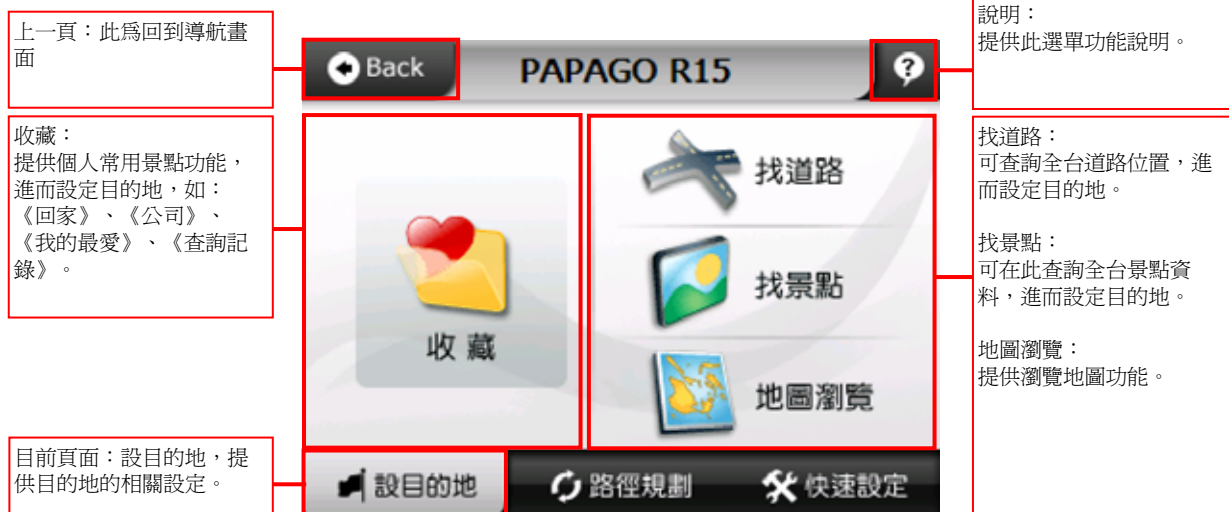 上一頁：此爲回到導航畫
面
Back
PAPAGO R15
?
說明：
提供此選單功能說明。
收藏：
提供個人常用景點功能，
進而設定目的地，如：
《回家》、《公司》、
《我的最愛》、《查詢記
錄》。
收藏
找道路
找景點
地圖瀏覽
找道路：
可查詢全台道路位置，進
而設定目的地。
找景點：
可在此查詢全台景點資
料，進而設定目的地。
地圖瀏覽：
提供瀏覽地圖功能。
目前頁面：設目的地，提
供目的地的相關設定。
設目的地
路徑規劃
快速設定